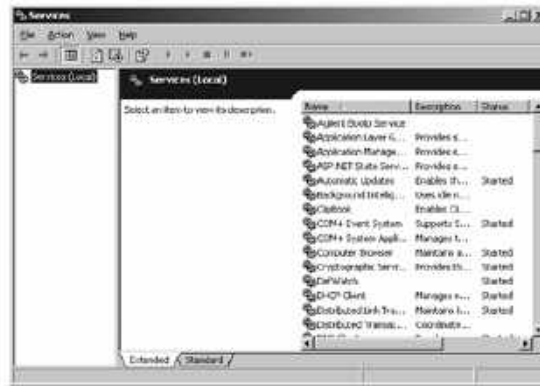 Services
File Action View Help
Services (Local)
Services (Local)
Select an item to view its description.
Name Description Status
Agilent Bootp Service
Application Layer G... Provides s...
Application Manage... Provides s...
ASP.NET State Servi... Provides s...
Automatic Updates Enables th... Started
Background Intellig... Uses idle n...
ClipBook Enables Cl...
COM+ Event System Supports S... Started
COM+ System Appli... Manages t...
Computer Browser Maintains a... Started
Cryptographic Servi... Provides th... Started
DefWatch Started
DHCP Client Manages n... Started
Distributed Link Tra... Maintains l... Started
Distributed Transac... Coordinate...
Extended Standard